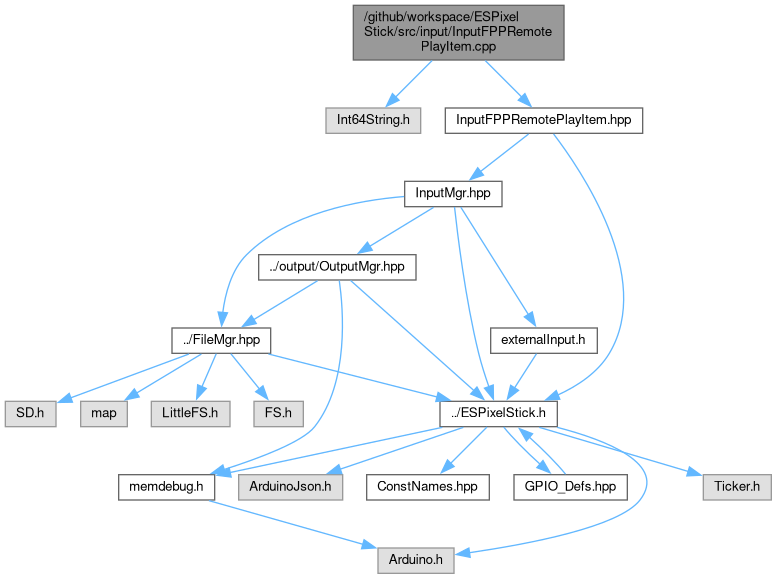 /github/workspace/ESPixel
Stick/src/input/InputFPPRemote
PlayItem.cpp
Int64String.h
InputFPPRemotePlayItem.hpp
InputMgr.hpp
../output/OutputMgr.hpp
../FileMgr.hpp
externalInput.h
SD.h
map
LittleFS.h
FS.h
../ESPixelStick.h
memdebug.h
ArduinoJson.h
ConstNames.hpp
GPIO_Defs.hpp
Ticker.h
Arduino.h